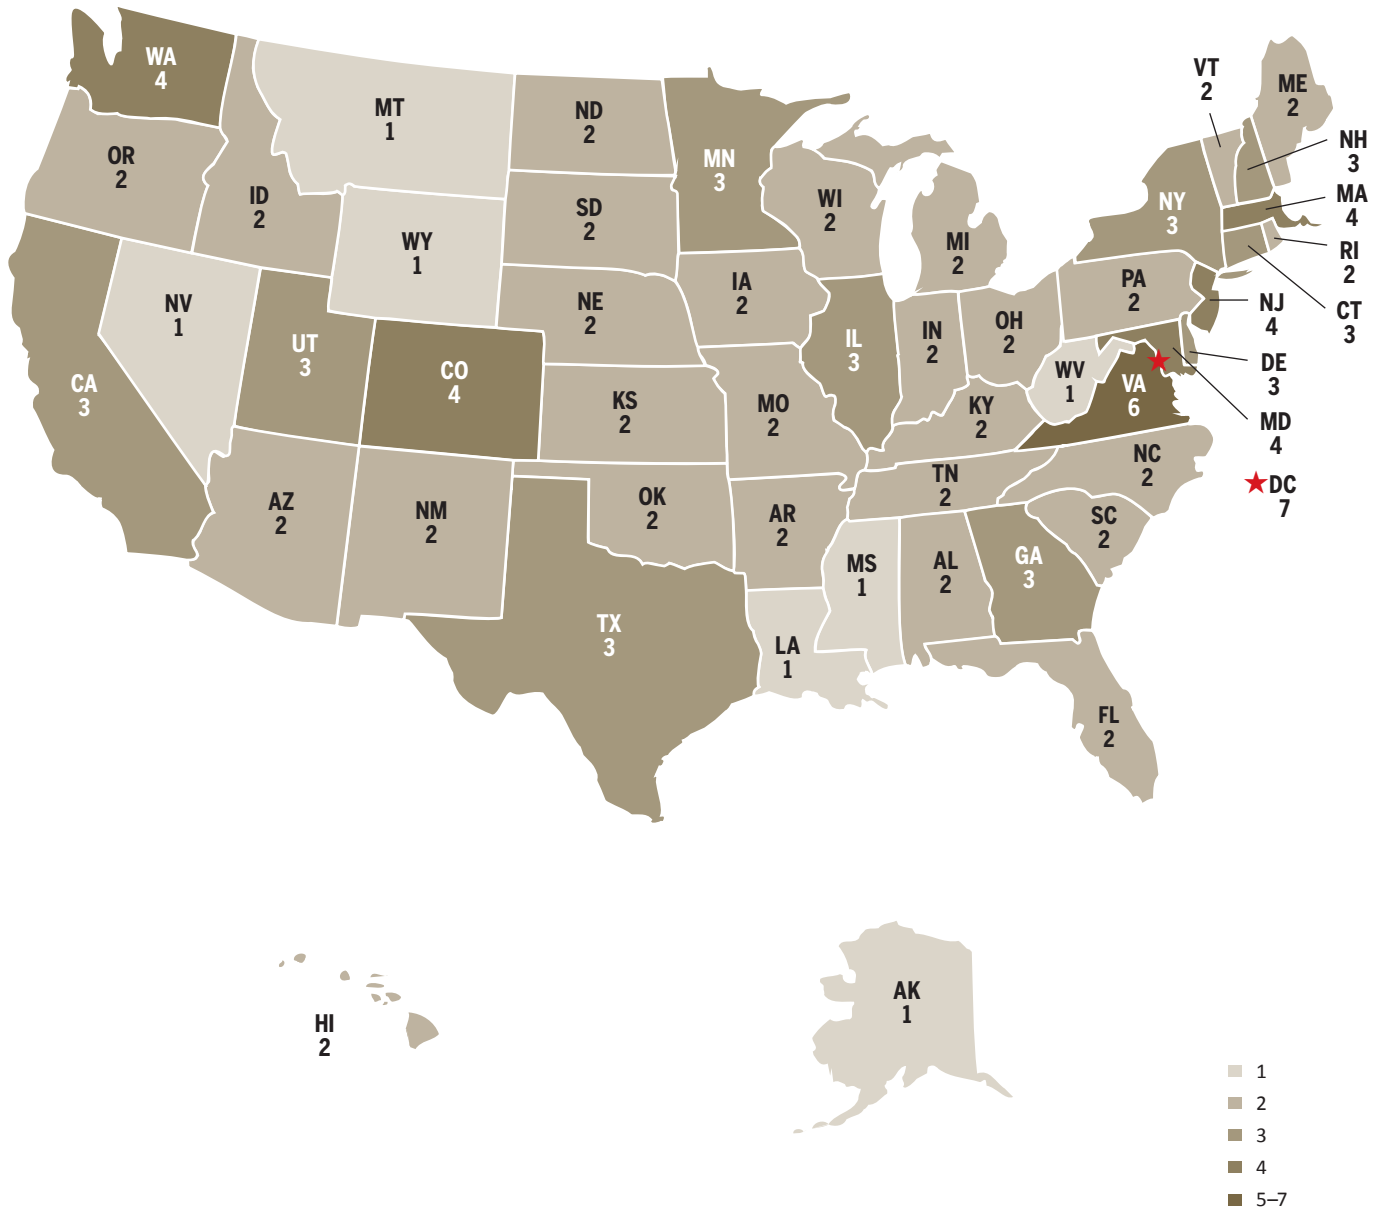 WA
4
MT
1
ND
2
MN
3
VT
2
ME
2
OR
2
ID
2
SD
2
WI
2
MI
2
NY
3
NH
3
MA
4
RI
2
WY
1
NV
1
NE
2
IA
2
PA
2
NJ
4
CT
3
UT
3
CO
4
IL
3
IN
2
OH
2
WV
1
VA
6
DE
3
CA
3
KS
2
MO
2
KY
2
MD
4
NC
2
DC
7
AZ
2
NM
2
OK
2
AR
2
TN
2
SC
2
MS
1
AL
2
GA
3
TX
3
LA
1
FL
2
HI
2
AK
1
1
2
3
4
5–7